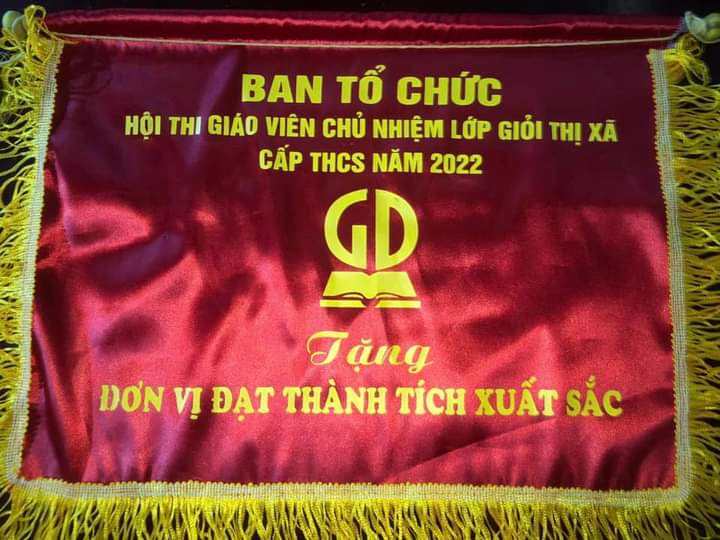 BAN TỔ CHỨC
HỘI THI GIÁO VIÊN CHỦ NHIỆM LỚP GIỎI THỊ XÃ
CẤP THCS NĂM 2022
GD
Tặng
ĐƠN VỊ ĐẠT THÀNH TÍCH XUẤT SẮC